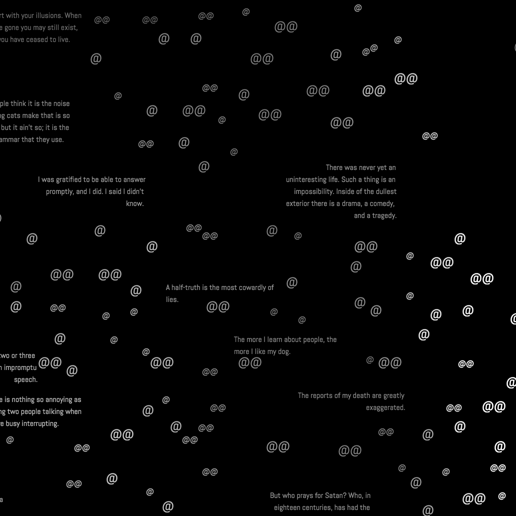 rt with your illusions. When
e gone you may still exist,
you have ceased to live.
ple think it is the noise
ng cats make that is so
but it ain't so; it is the
ammar that they use.
I was gratified to be able to answer
promptly, and I did. I said I didn't
know.
There was never yet an
uninteresting life. Such a thing is an
impossibility. Inside of the dullest
exterior there is a drama, a comedy,
and a tragedy.
A half-truth is the most cowardly of
lies.
The more I learn about people, the
more I like my dog.
two or three
n impromptu
speech.
e is nothing so annoying as
ng two people talking when
're busy interrupting.
The reports of my death are greatly
exaggerated.
But who prays for Satan? Who, in
eighteen centuries, has had the